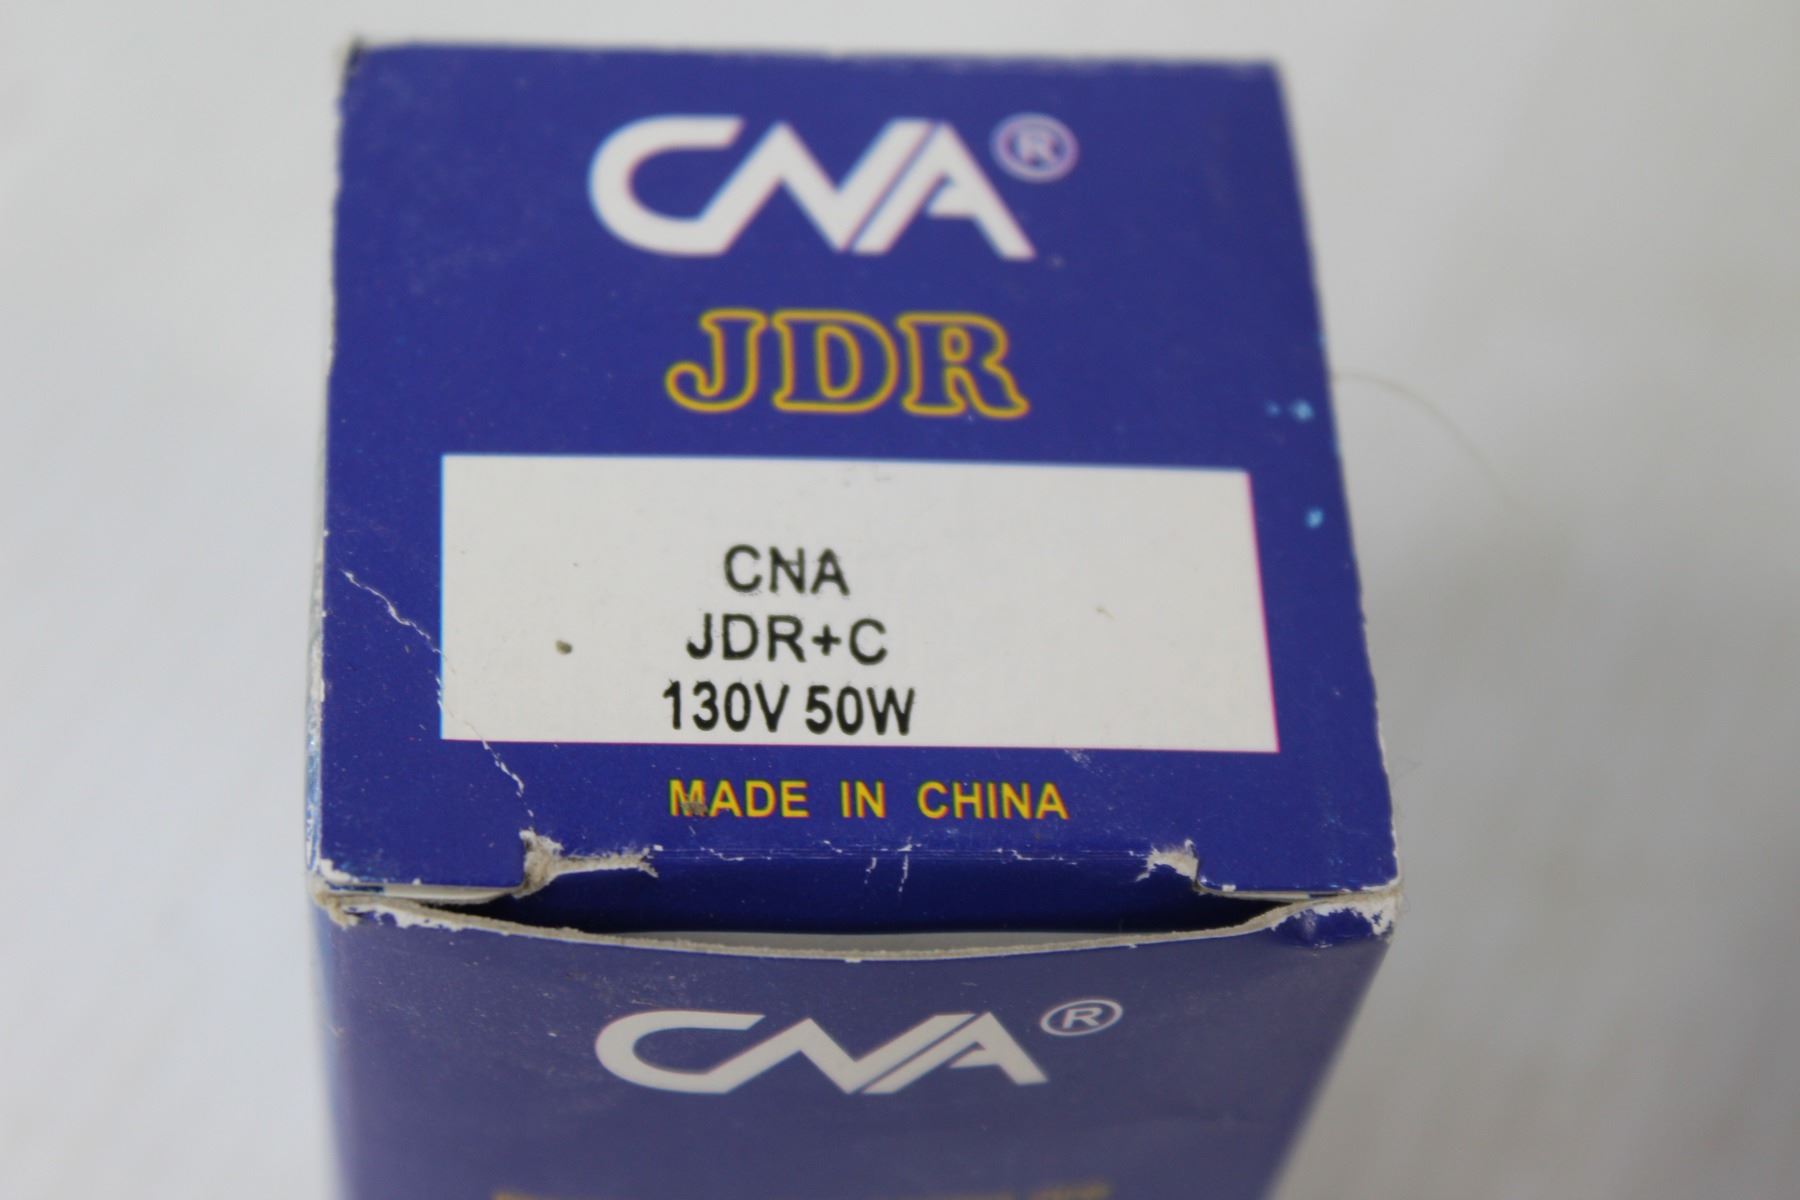 CNA®
JDR
CNA
JDR+C
130V 50W
MADE IN CHINA
CNA®